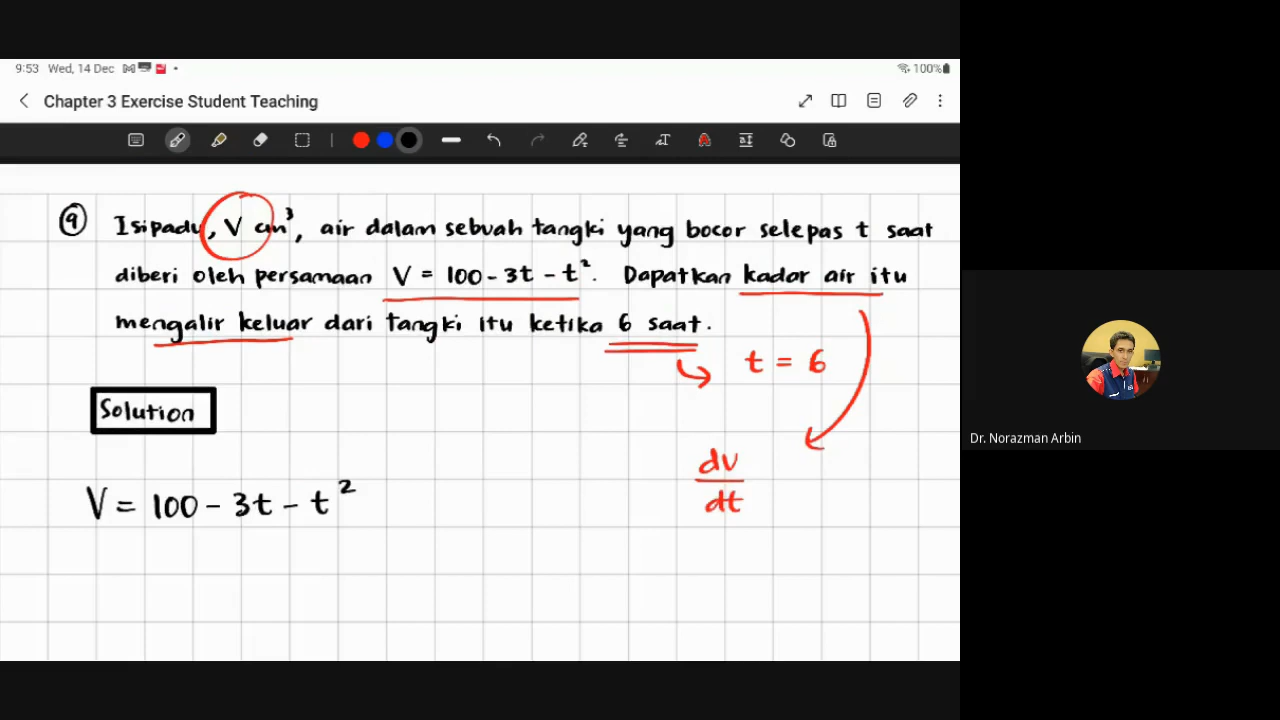 9:53 Wed, 14 Dec
100%
Chapter 3 Exercise Student Teaching
9 Isipadu, V cm³, air dalam sebuah tangki yang bocor selepas t saat
diberi oleh persamaan V = 100 - 3t - t². Dapatkan kadar air itu
mengalir keluar dari tangki itu ketika 6 saat.
t = 6
Solution
dv
dt
V = 100 - 3t - t²
Dr. Norazman Arbin